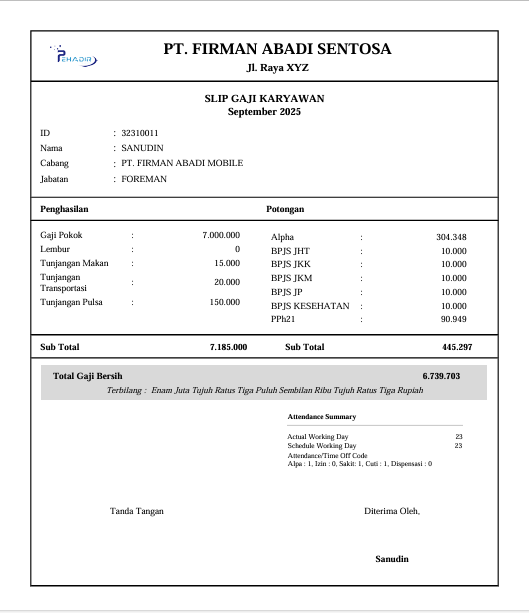 PEHADIR
PT. FIRMAN ABADI SENTOSA
Jl. Raya XYZ
SLIP GAJI KARYAWAN
September 2025
ID : 32310011
Nama : SANUDIN
Cabang : PT. FIRMAN ABADI MOBILE
Jabatan : FOREMAN
Penghasilan Potongan
Gaji Pokok : 7.000.000 Alpha : 304.348
Lembur : 0 BPJS JHT : 10.000
Tunjangan Makan : 15.000 BPJS JKK : 10.000
Tunjangan Transportasi : 20.000 BPJS JKM : 10.000
BPJS JP : 10.000
Tunjangan Pulsa : 150.000 BPJS KESEHATAN : 10.000
PPh21 : 90.949
Sub Total 7.185.000 Sub Total 445.297
Total Gaji Bersih 6.739.703
Terbilang : Enam Juta Tujuh Ratus Tiga Puluh Sembilan Ribu Tujuh Ratus Tiga Rupiah
Attendance Summary
Actual Working Day 23
Schedule Working Day 23
Attendance/Time Off Code
Alpa : 1, Izin : 0, Sakit: 1, Cuti : 1, Dispensasi : 0
Tanda Tangan Diterima Oleh,
Sanudin